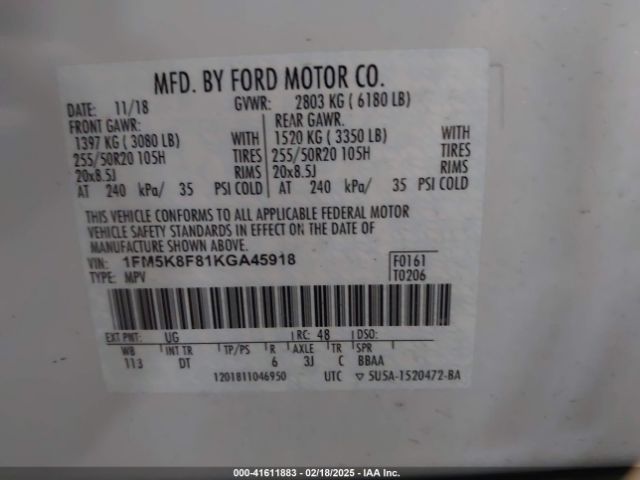 MFD. BY FORD MOTOR CO.
DATE: 11/18 GVWR: 2803 KG ( 6180 LB)
FRONT GAWR: REAR GAWR:
1397 KG ( 3080 LB) WITH 1520 KG ( 3350 LB) WITH
255/50R20 105H TIRES 255/50R20 105H TIRES
20x8.5J RIMS 20x8.5J RIMS
AT 240 kPa/ 35 PSI COLD AT 240 kPa/ 35 PSI COLD
THIS VEHICLE CONFORMS TO ALL APPLICABLE FEDERAL MOTOR
VEHICLE SAFETY STANDARDS IN EFFECT ON THE DATE OF
MANUFACTURE SHOWN ABOVE.
VIN: 1FM5K8F81KGA45918 F0161
TYPE: MPV T0206
EXT PNT: UG RC: 48 DSO:
WB INT TR TP/PS R AXLE TR SPR
113 DT 6 3J C BBAA
1201811046950 UTC ▽ 5U5A-1520472-BA
000-41611883 / 02/18/2025 - IAA Inc.